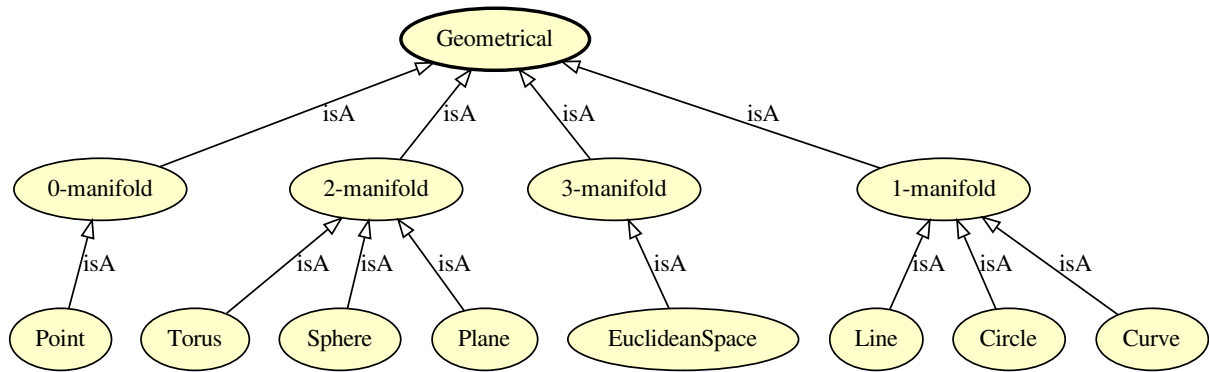 Geometrical
isA isA isA isA
0-manifold 2-manifold 3-manifold 1-manifold
isA isA isA isA isA isA isA isA
Point Torus Sphere Plane EuclideanSpace Line Circle Curve